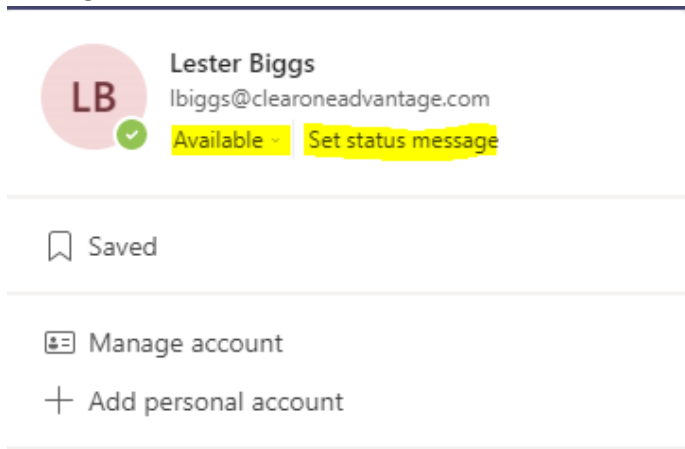 Lester Biggs
LB
lbiggs@clearoneadvantage.com
Available Set status message
Saved
Manage account
Add personal account